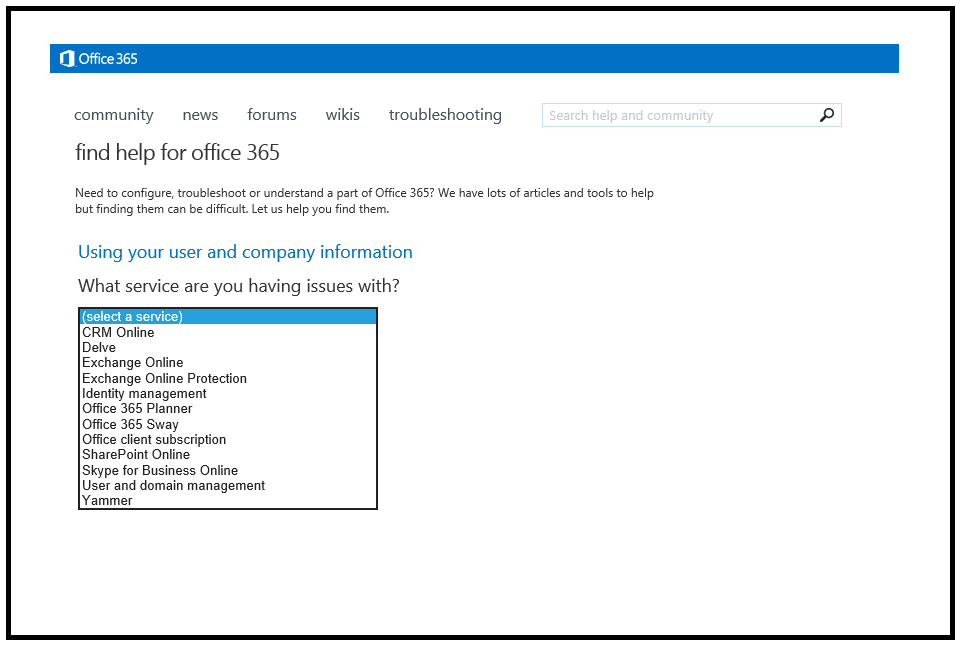 Office 365
community news forums wikis troubleshooting Search help and community
find help for office 365
Need to configure, troubleshoot or understand a part of Office 365? We have lots of articles and tools to help
but finding them can be difficult. Let us help you find them.
Using your user and company information
What service are you having issues with?
(select a service)
CRM Online
Delve
Exchange Online
Exchange Online Protection
Identity management
Office 365 Planner
Office 365 Sway
Office client subscription
SharePoint Online
Skype for Business Online
User and domain management
Yammer